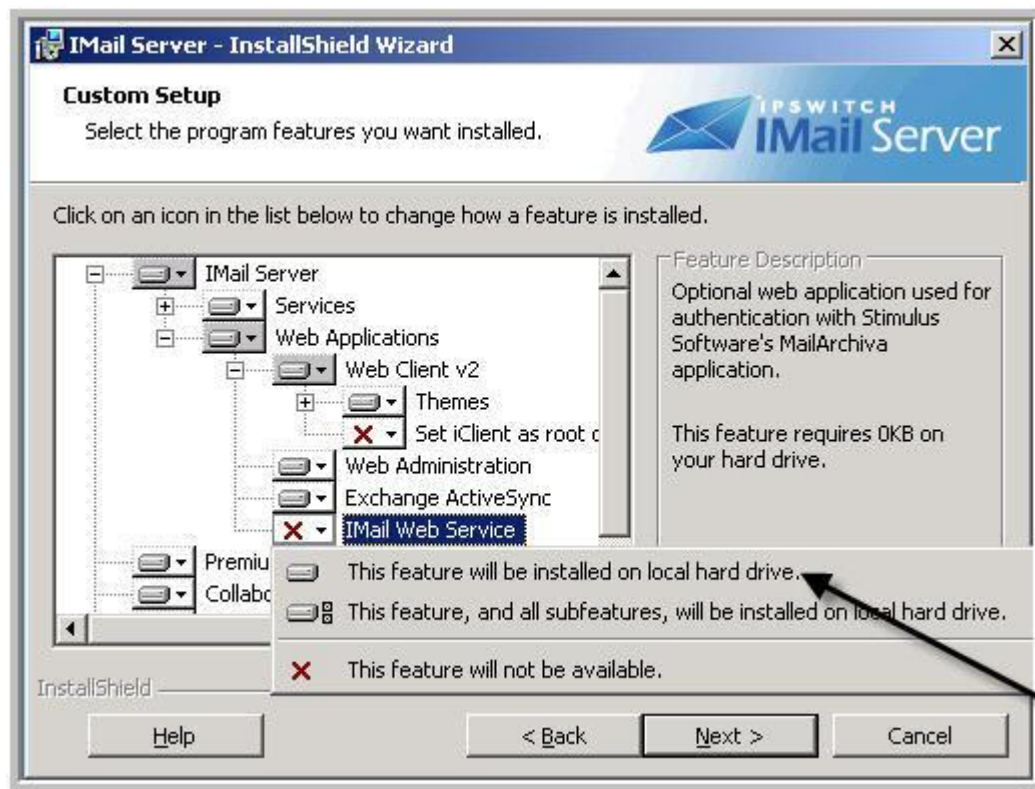 IMail Server - InstallShield Wizard
Custom Setup
Select the program features you want installed.
IPSWITCH
IMail Server
Click on an icon in the list below to change how a feature is installed.
IMail Server
Services
Web Applications
Web Client v2
Themes
Set iClient as root
Web Administration
Exchange ActiveSync
IMail Web Service
Premiu
Collabo
Feature Description
Optional web application used for
authentication with Stimulus
Software's MailArchiva
application.
This feature requires 0KB on
your hard drive.
This feature will be installed on local hard drive.
This feature, and all subfeatures, will be installed on local hard drive.
This feature will not be available.
InstallShield
Help
< Back
Next >
Cancel